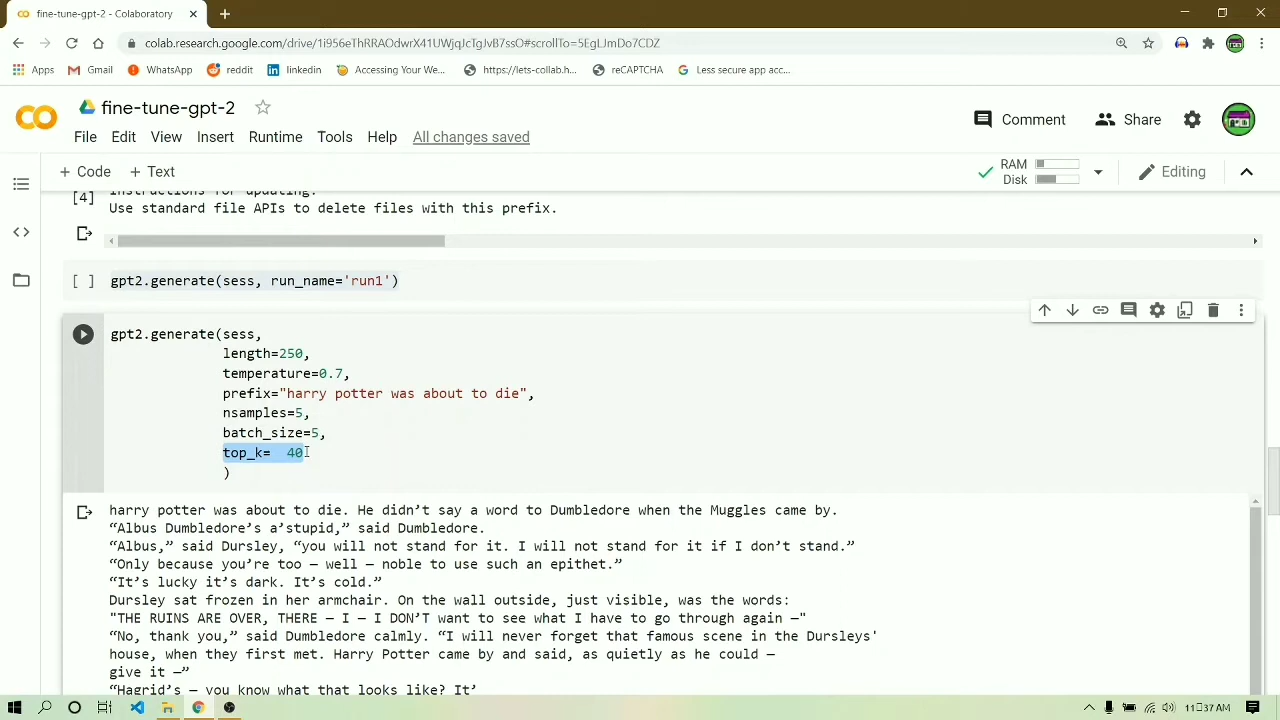 fine-tune-gpt-2 - Colaboratory
colab.research.google.com/drive/1i956eThRRAOdwrX41UWjqJcTgJvB7ssO#scrollTo=5EgLJmDo7CDZ
Apps Gmail WhatsApp reddit linkedin Accessing Your We... https://lets-collab.h... reCAPTCHA Less secure app acc...
fine-tune-gpt-2
Comment Share
File Edit View Insert Runtime Tools Help All changes saved
+ Code + Text
RAM
Disk
Editing
[4]
instructions for updating:
Use standard file APIs to delete files with this prefix.
[ ] gpt2.generate(sess, run_name='run1')
gpt2.generate(sess,
length=250,
temperature=0.7,
prefix="harry potter was about to die",
nsamples=5,
batch_size=5,
top_k=  40
)
harry potter was about to die. He didn’t say a word to Dumbledore when the Muggles came by.
“Albus Dumbledore’s a’stupid,” said Dumbledore.
“Albus,” said Dursley, “you will not stand for it. I will not stand for it if I don’t stand.”
“Only because you’re too — well — noble to use such an epithet.”
“It’s lucky it’s dark. It’s cold.”
Dursley sat frozen in her armchair. On the wall outside, just visible, was the words:
"THE RUINS ARE OVER, THERE — I — I DON’T want to see what I have to go through again —"
“No, thank you,” said Dumbledore calmly. “I will never forget that famous scene in the Dursleys'
house, when they first met. Harry Potter came by and said, as quietly as he could —
give it —”
“Hagrid’s — you know what that looks like? It’
11:37 AM